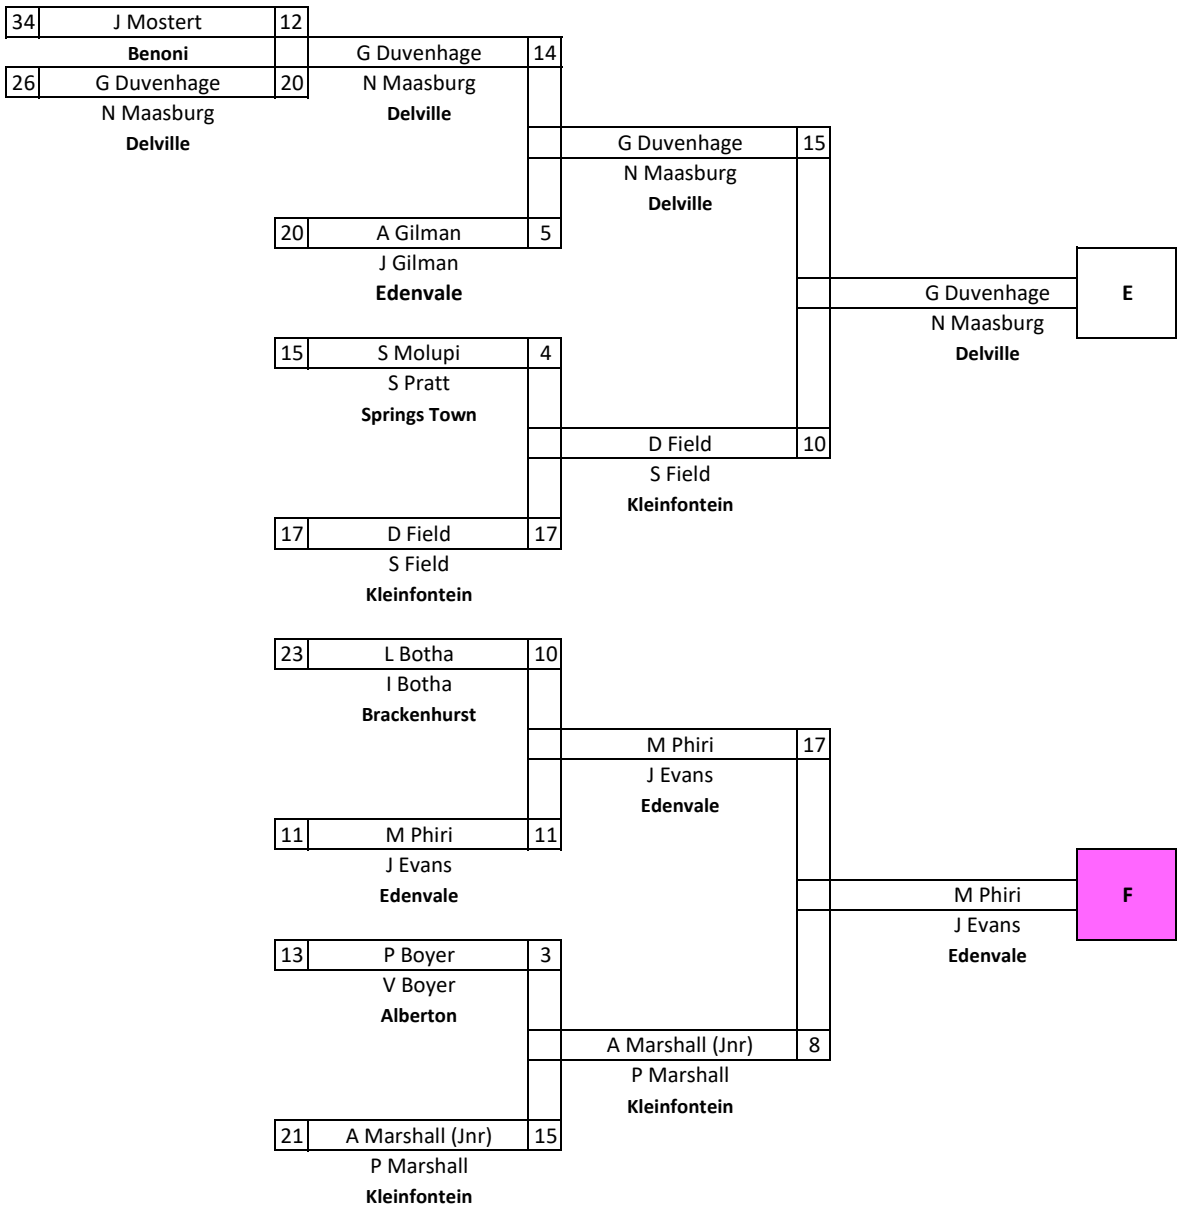 34 J Mostert 12
Benoni G Duvenhage 14
26 G Duvenhage 20 N Maasburg
N Maasburg Delville
Delville G Duvenhage 15
N Maasburg
Delville
20 A Gilman 5
J Gilman
Edenvale G Duvenhage E
N Maasburg
15 S Molupi 4 Delville
S Pratt
Springs Town
D Field 10
S Field
Kleinfontein
17 D Field 17
S Field
Kleinfontein
23 L Botha 10
I Botha
Brackenhurst
M Phiri 17
J Evans
Edenvale
11 M Phiri 11
J Evans
Edenvale M Phiri F
J Evans
13 P Boyer 3 Edenvale
V Boyer
Alberton
A Marshall (Jnr) 8
P Marshall
Kleinfontein
21 A Marshall (Jnr) 15
P Marshall
Kleinfontein